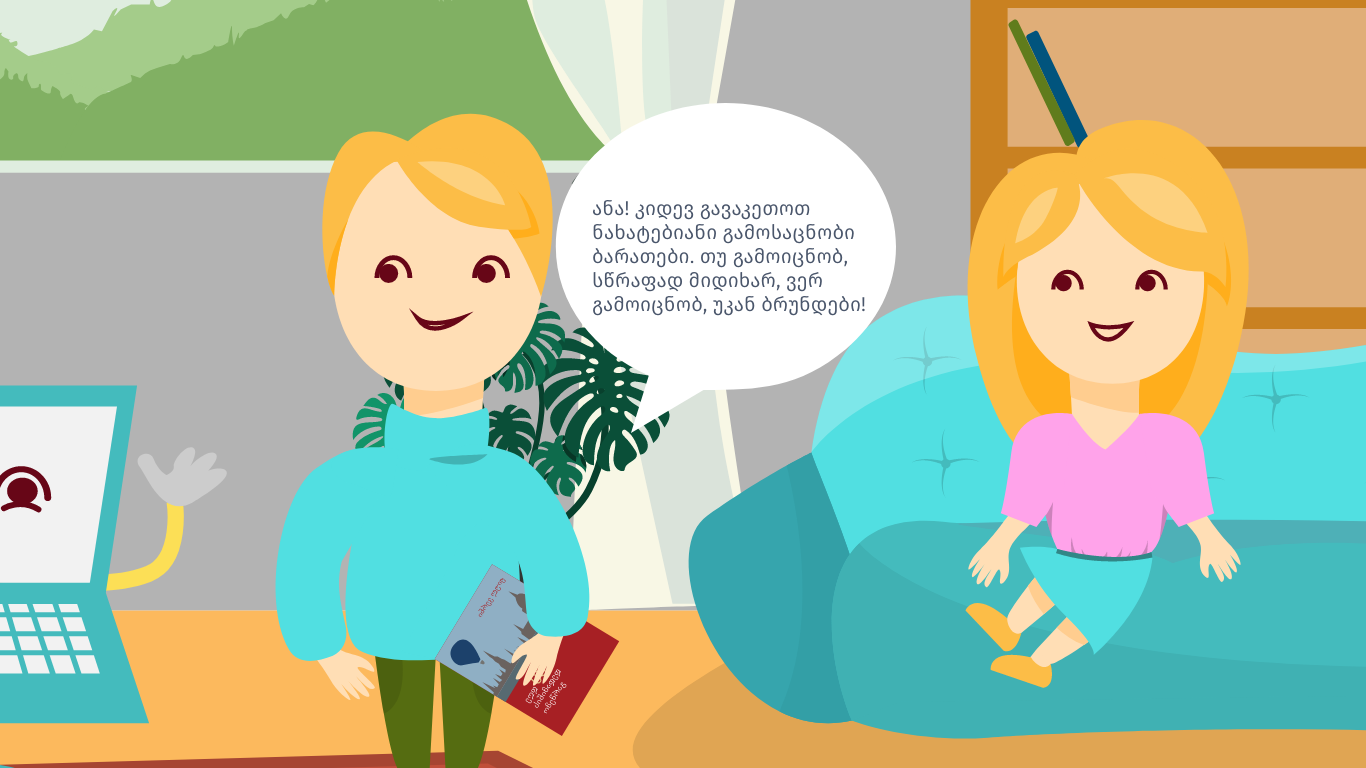 ანა! კიდევ გავაკეთოთ
ნახატებიანი გამოსაცნობი
ბარათები. თუ გამოიცნობ,
სწრაფად მიდიხარ, ვერ
გამოიცნობ, უკან ბრუნდები!